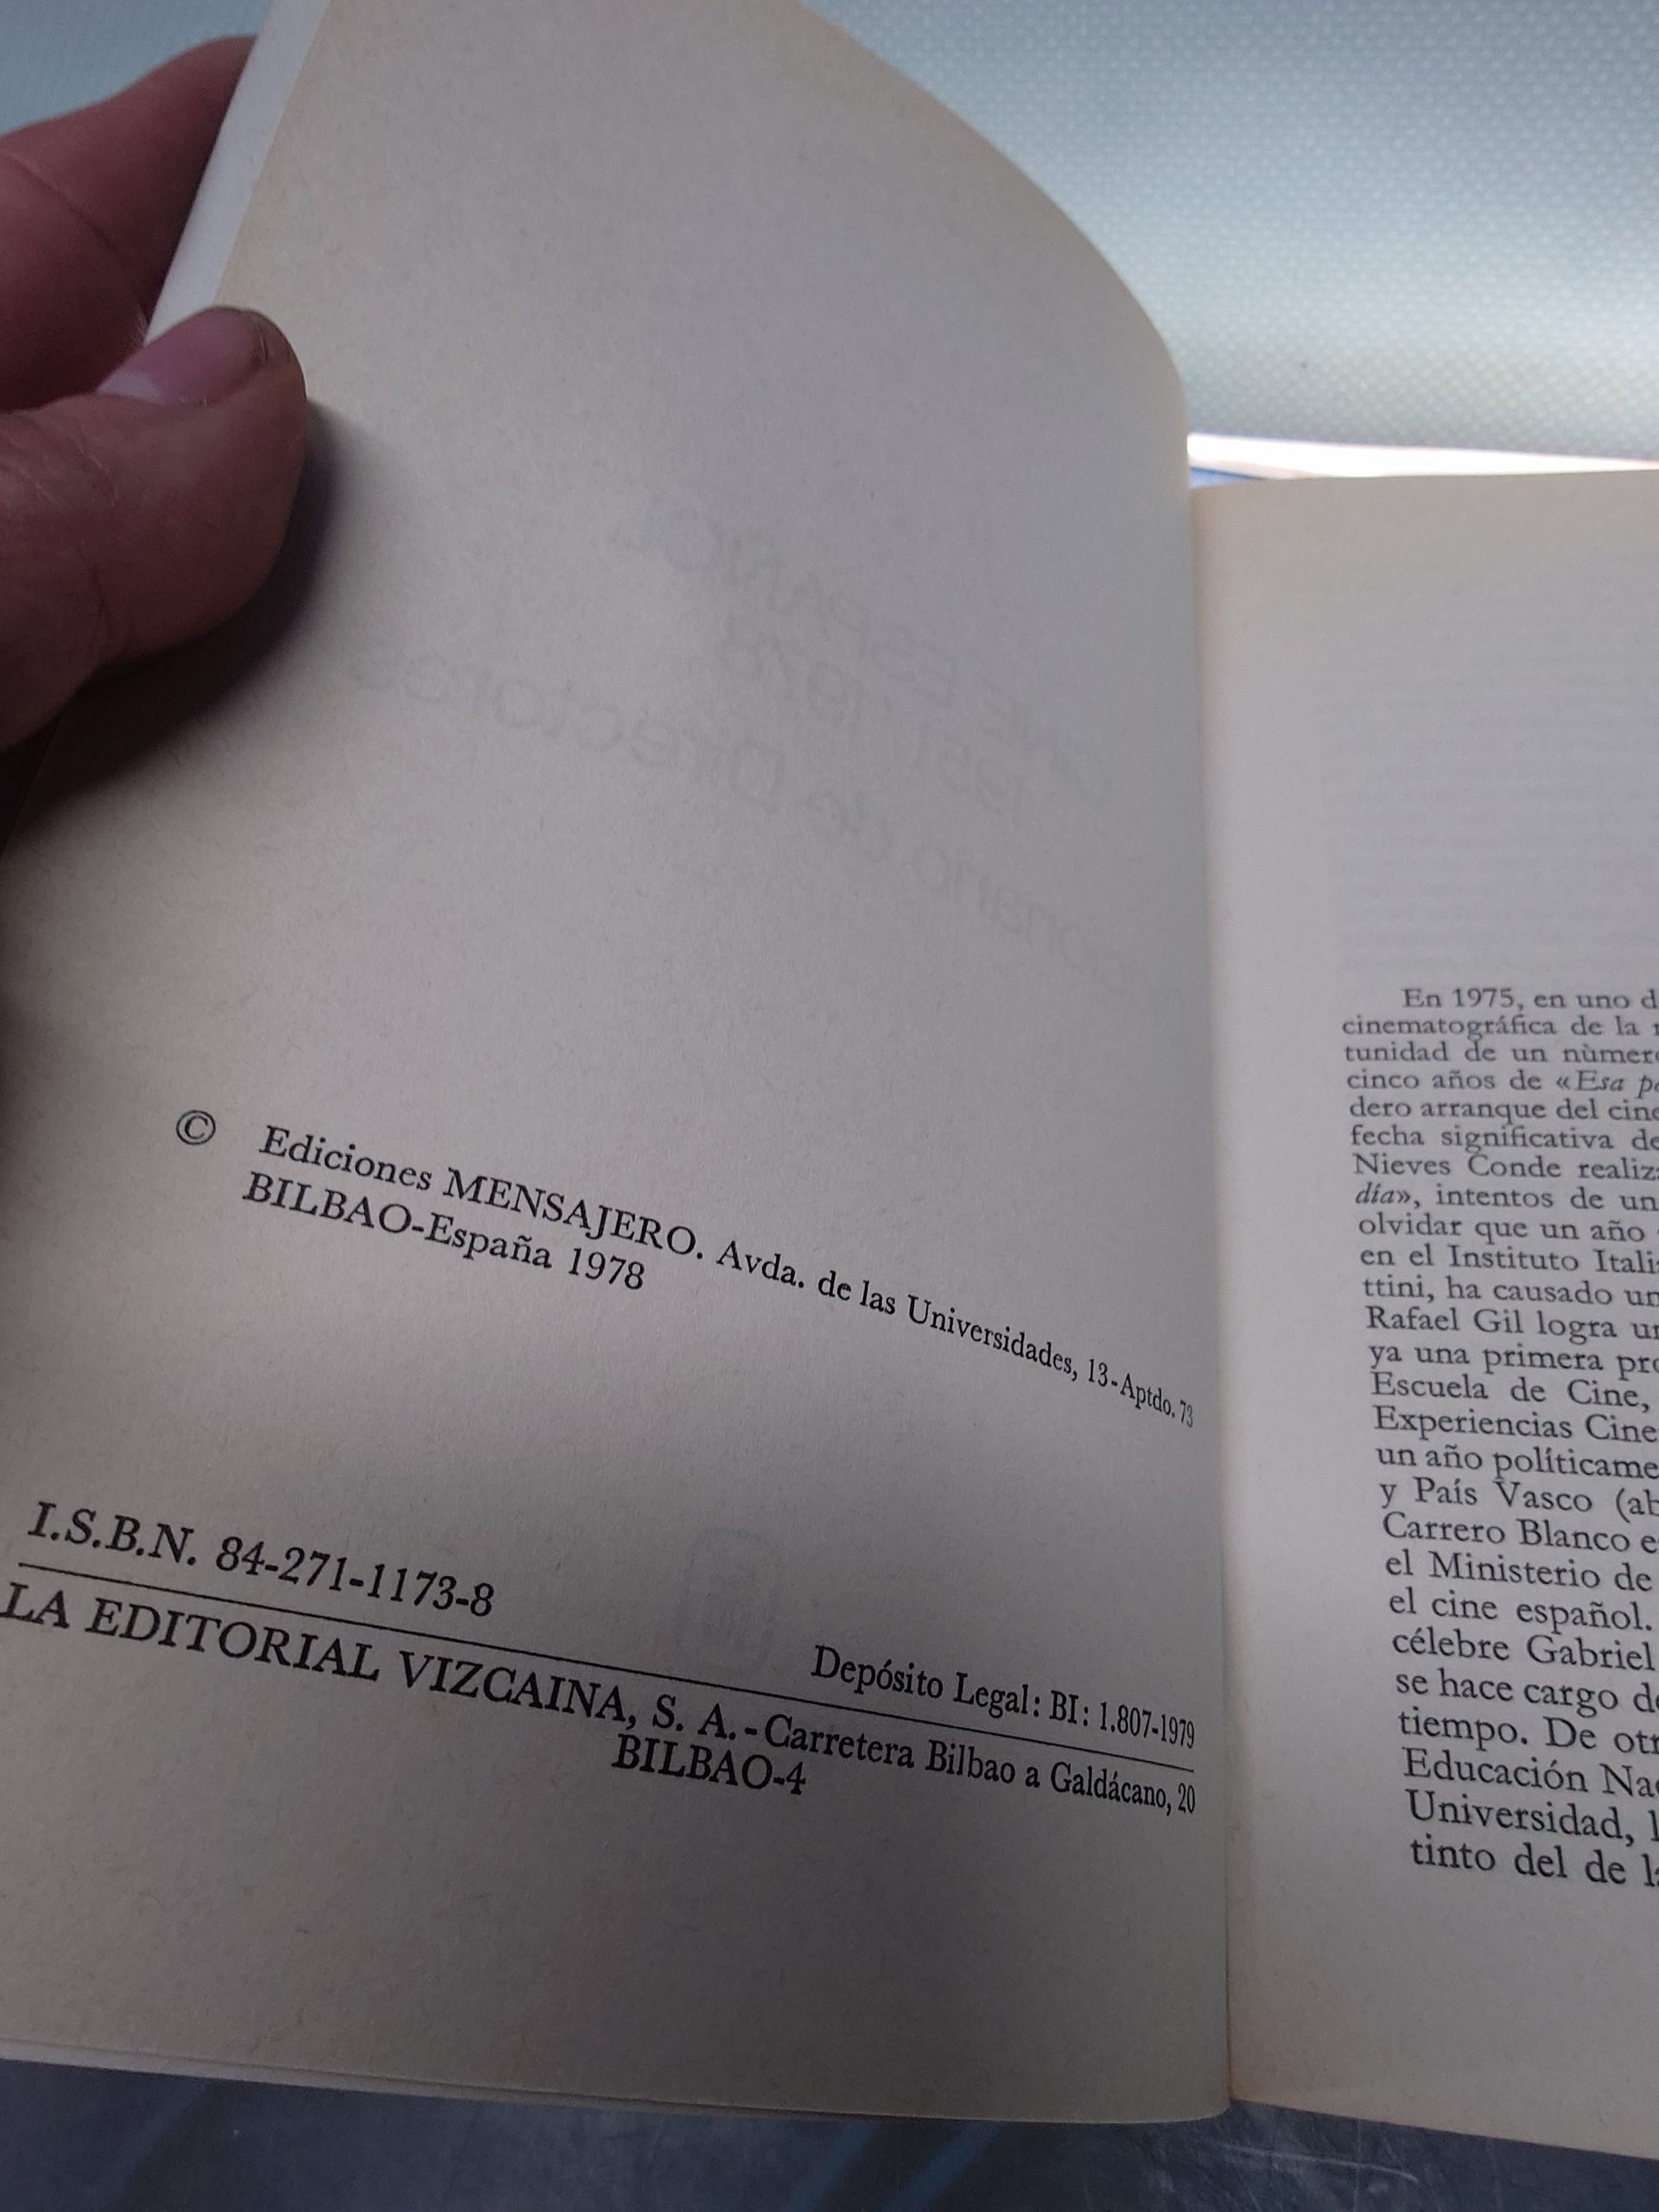 © Ediciones MENSAJERO. Avda. de las Universidades, 13-Aptdo. 73
BILBAO-España 1978
I.S.B.N. 84-271-1173-8
Depósito Legal: BI: 1.807-1979
LA EDITORIAL VIZCAINA, S. A.-Carretera Bilbao a Galdácano, 20
BILBAO-4
En 1975, en uno
cinematográfica de la
tunidad de un nùmero
cinco años de «Esa
dero arranque del cine
fecha significativa
Nieves Conde
día», intentos de un
olvidar que un año
en el Instituto
ttini, ha causado
Rafael Gil logra
ya una primera
Escuela de Cine,
Experiencias
un año
y País Vasco
Carrero Blanco
el Ministerio de
el cine español.
célebre Gabriel
se hace cargo
tiempo. De
Educación
Universidad,
tinto del de